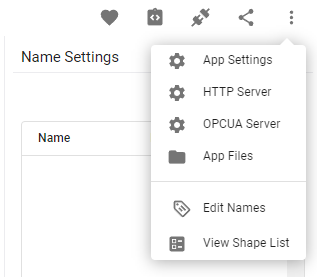 Name Settings
App Settings
HTTP Server
OPCUA Server
App Files
Name
Edit Names
View Shape List